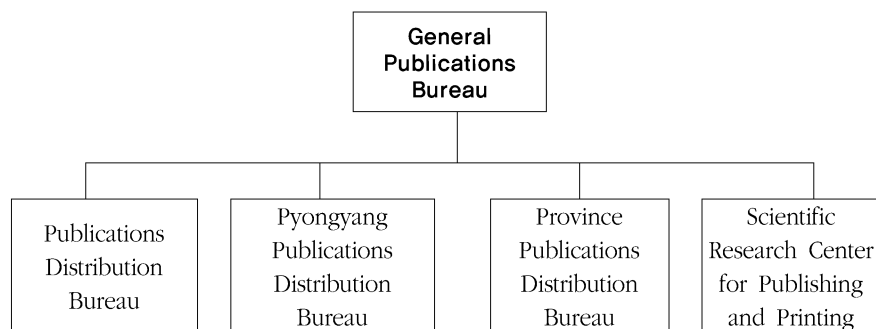 General
Publications
Bureau
Publications
Distribution
Bureau
Pyongyang
Publications
Distribution
Bureau
Province
Publications
Distribution
Bureau
Scientific
Research Center
for Publishing
and Printing